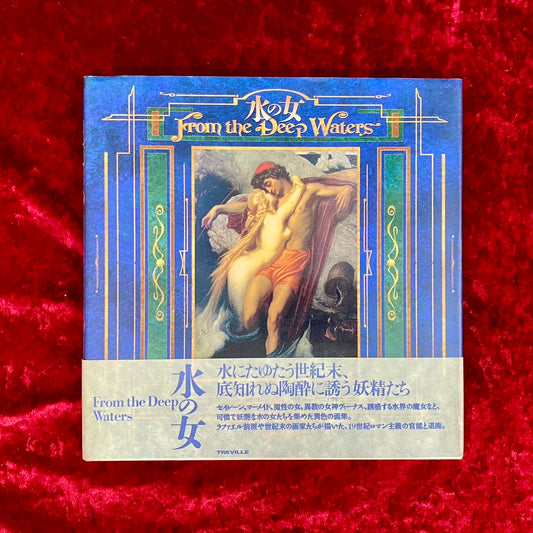 水の女
From the Deep Waters
水の女
From the Deep
Waters
水にたゆたう世紀末、
底知れぬ陶酔に誘う妖精たち
セイレーン、マーメイド、魔性の女、異教の女神ヴィーナス、誘惑する水界の魔女など、
可憐で妖艶な水の女たちを集めた異色の画集。
ラファエル前派や世紀末の画家たちが描いた、19世紀ロマン主義の官能と退廃。
TREVILLE